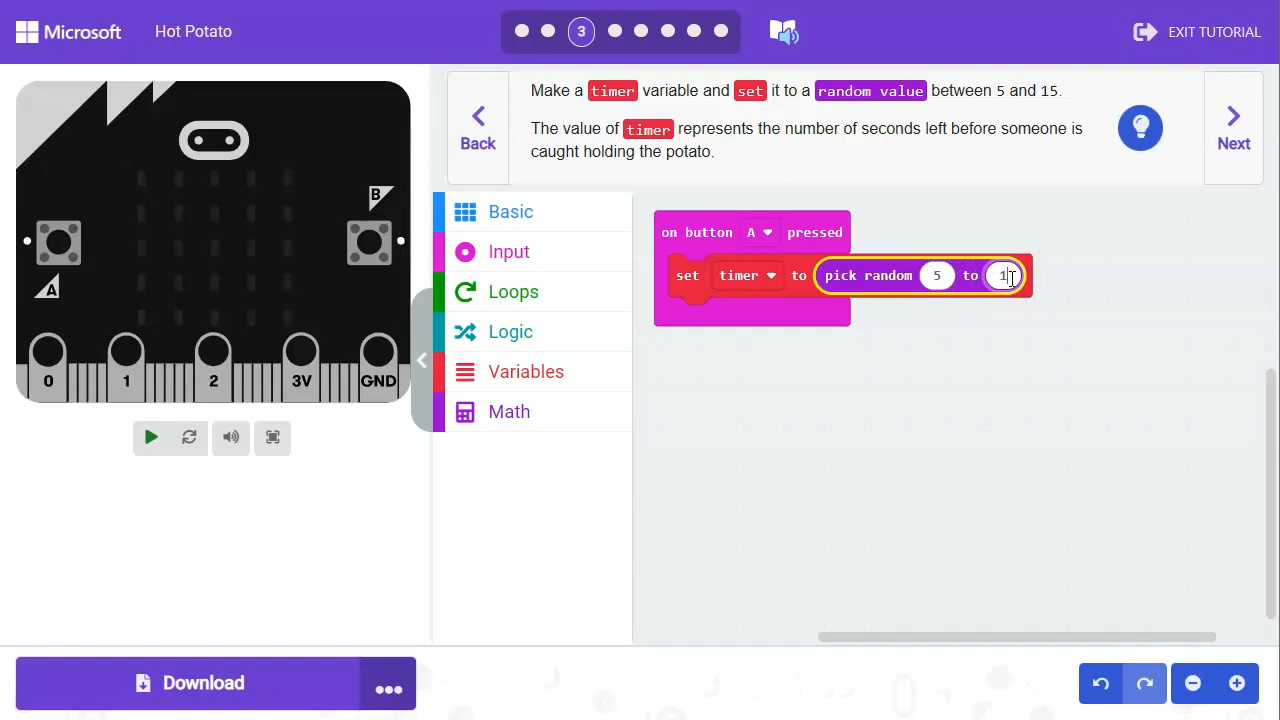 Microsoft
Hot Potato
3
EXIT TUTORIAL
Back
Make a timer variable and set it to a random value between 5 and 15.
The value of timer represents the number of seconds left before someone is
caught holding the potato.
Next
B
A
0 1 2 3V GND
Basic
Input
Loops
Logic
Variables
Math
on button A pressed
set timer to pick random 5 to 1
Download